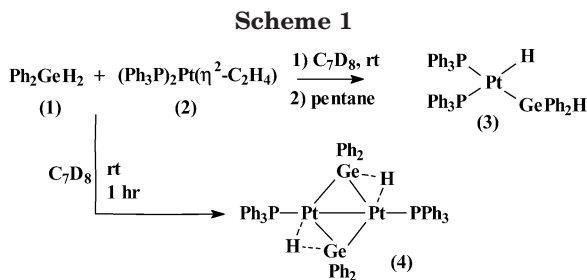 Scheme 1
Ph2GeH2 + (Ph3P)2Pt(η2-C2H4)
(1) (2)
1) C7D8, rt
2) pentane
H
Ph3P
Pt
Ph3P
GePh2H
(3)
C7D8
rt
1 hr
Ph2
Ge
H
Ph3P
Pt
Pt
PPh3
H
Ge
Ph2
(4)